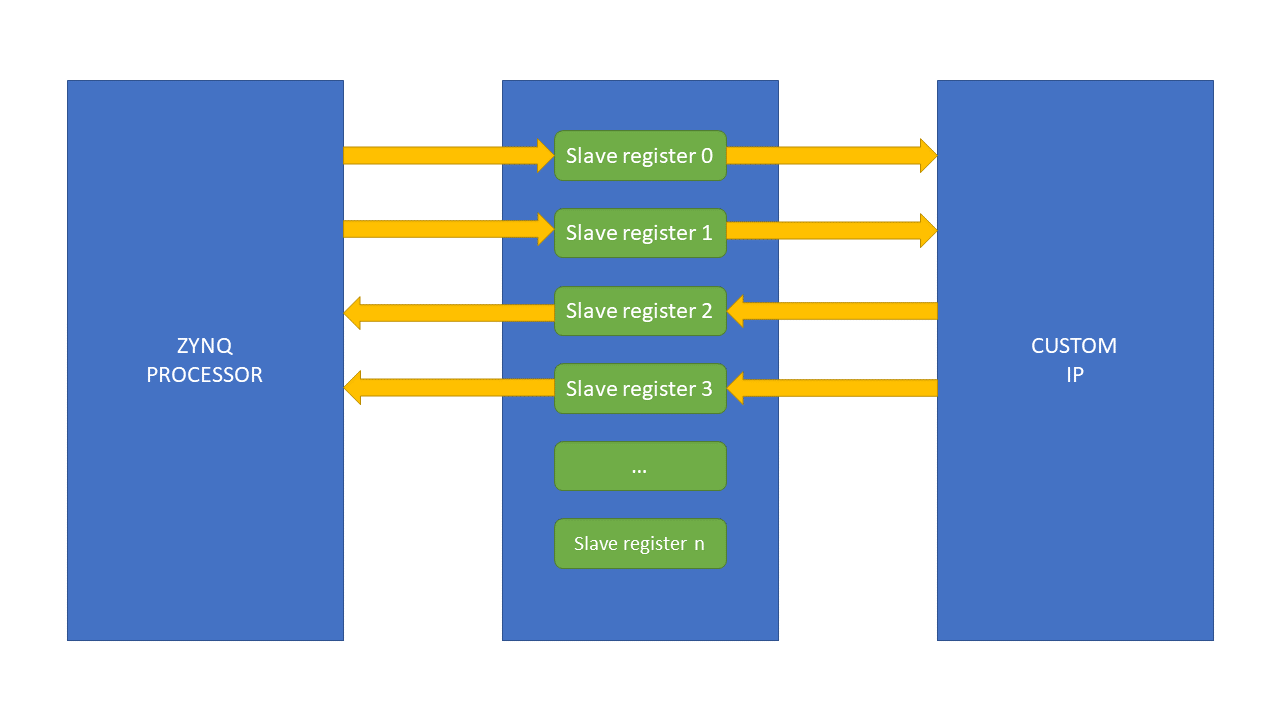 ZYNQ
PROCESSOR
Slave register 0
Slave register 1
Slave register 2
Slave register 3
...
Slave register n
CUSTOM
IP